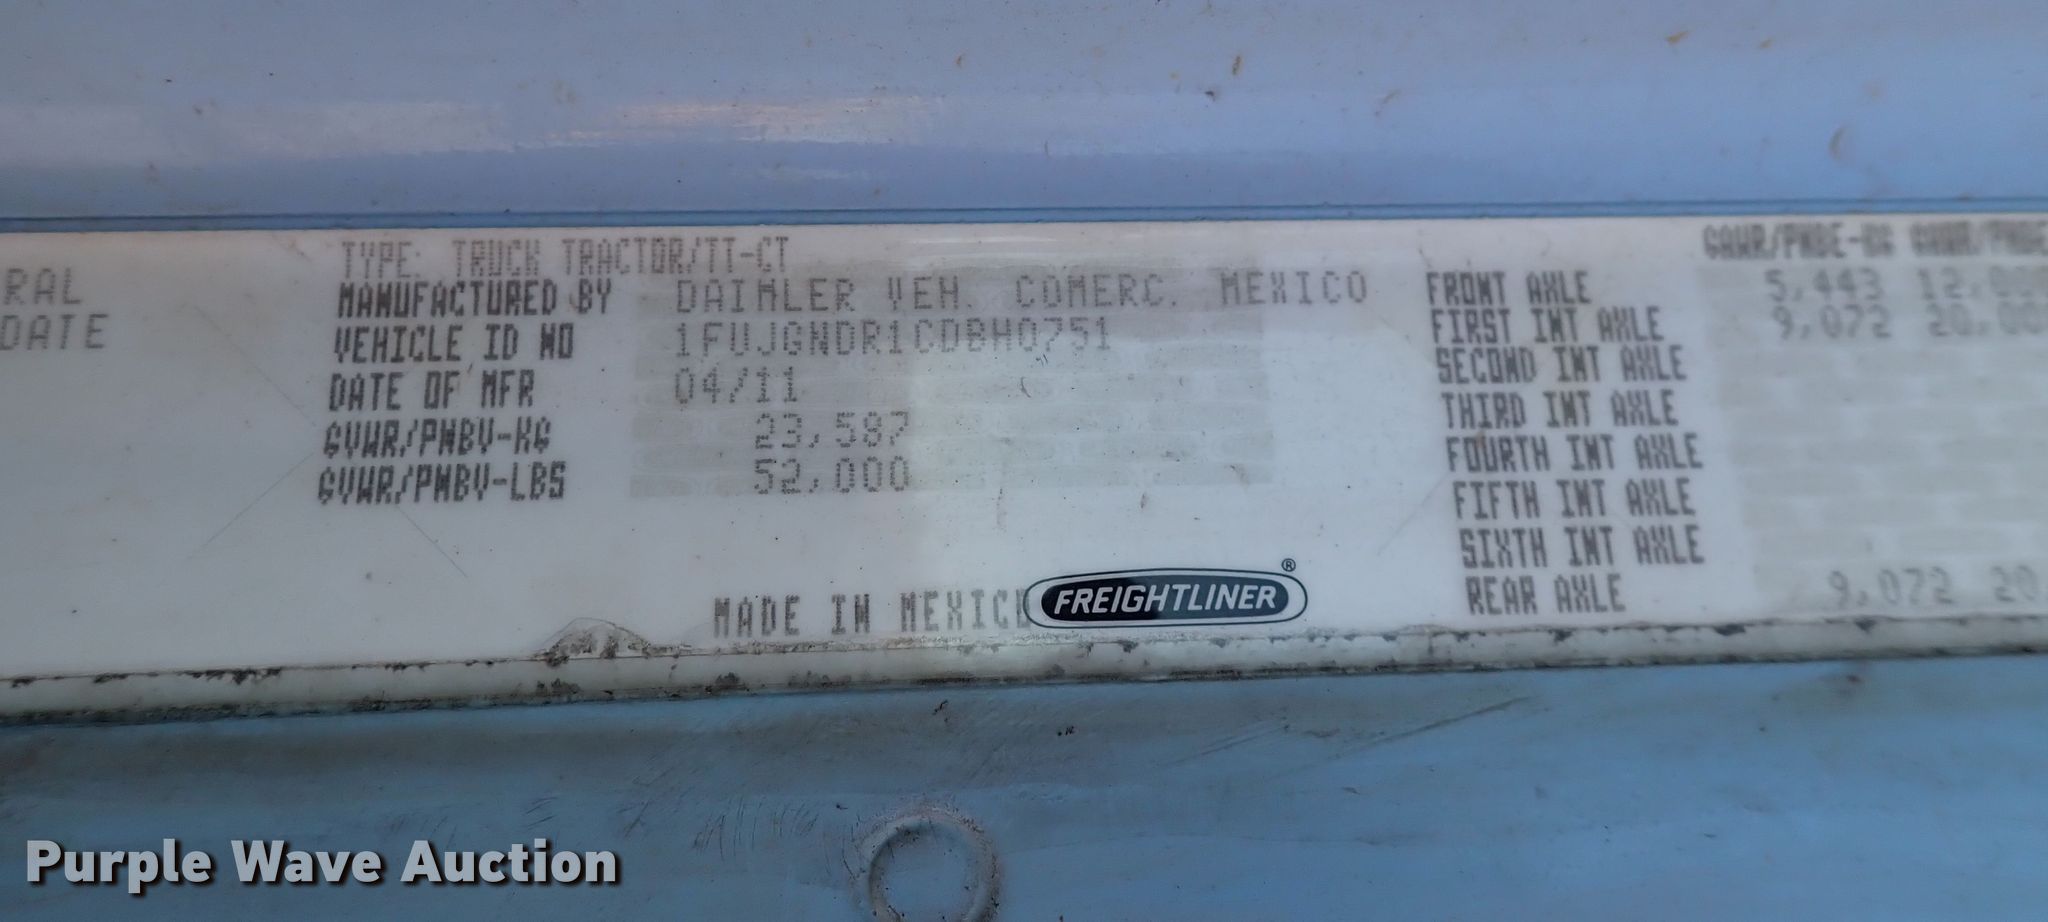 RAL
DATE
TYPE: TRUCK TRACTOR/TT-CT
MANUFACTURED BY DAIMLER VEH. COMERC. MEXICO
VEHICLE ID NO 1FUJGNDR1CDBH0751
DATE OF MFR 04/11
GVWR/PNBV-KG 23,587
GVWR/PNBV-LBS 52,000
MADE IN MEXICO
FREIGHTLINER ®
GAWR/PNBE-KG GAWR/PNBE
FRONT AXLE 5,443 12,000
FIRST INT AXLE 9,072 20,00
SECOND INT AXLE
THIRD INT AXLE
FOURTH INT AXLE
FIFTH INT AXLE
SIXTH INT AXLE
REAR AXLE 9,072 20,
Purple Wave Auction